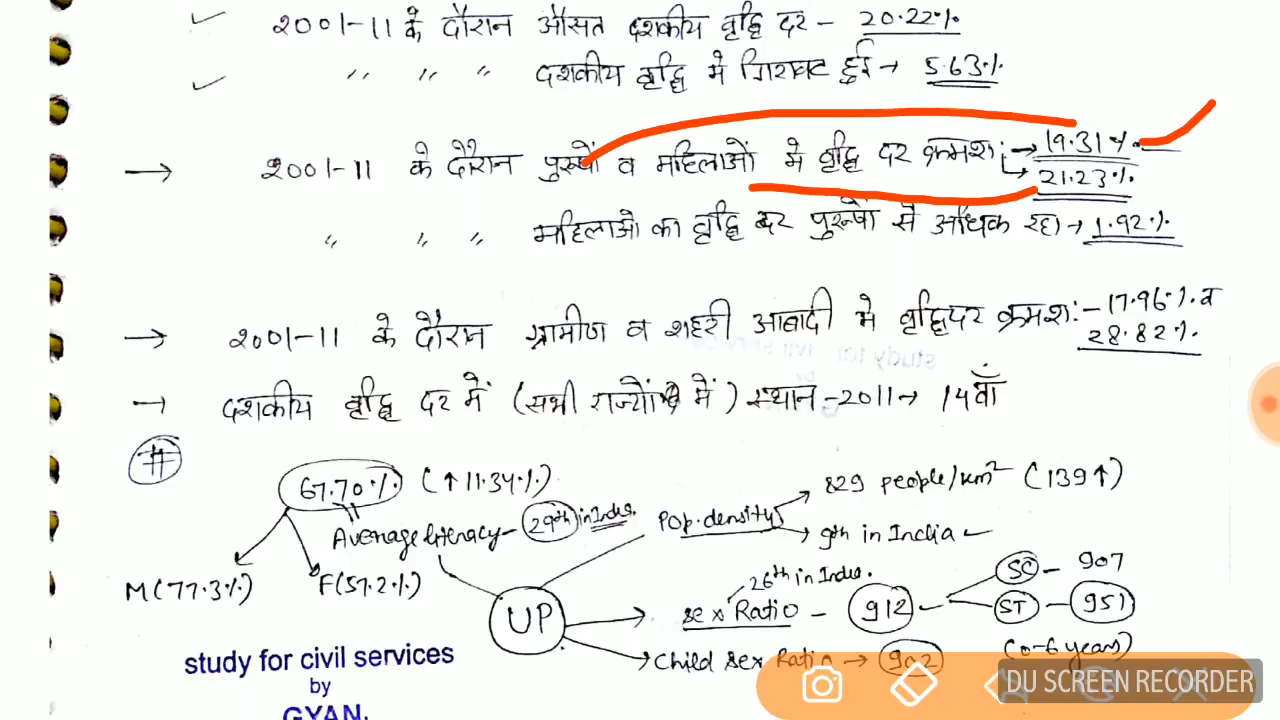 2001-11 के दौरान औसत दशकीय वृद्धि दर - 20.22%
" " " दशकीय वृद्धि मे गिरावट हुई → 5.63%
→ 2001-11 के दौरान पुरुषों व महिलाओं मे वृद्धि दर क्रमशः → 19.31%
→ 21.23%
" " " महिलाओ का वृद्धि दर पुरूषो से अधिक रहा → 1.92%
→ 2001-11 के दौरान ग्रामीण व शहरी आबादी मे वृद्धिदर क्रमशः - 17.96% व
28.82%
→ दशकीय वृद्धि दर में (सभी राज्यों में) स्थान - 2011 → 14 वाँ
#
67.70% (↑11.34%)
829 people/km² (139↑)
Average literacy - 29th in India.
Pop. density
9th in India
M(77.3%) F(57.2%)
26th in India.
SC - 907
UP
Sex Ratio - 912
ST - 951
Child sex Ratio → 902 (0-6 years)
study for civil services
by
GYAN.
DU SCREEN RECORDER